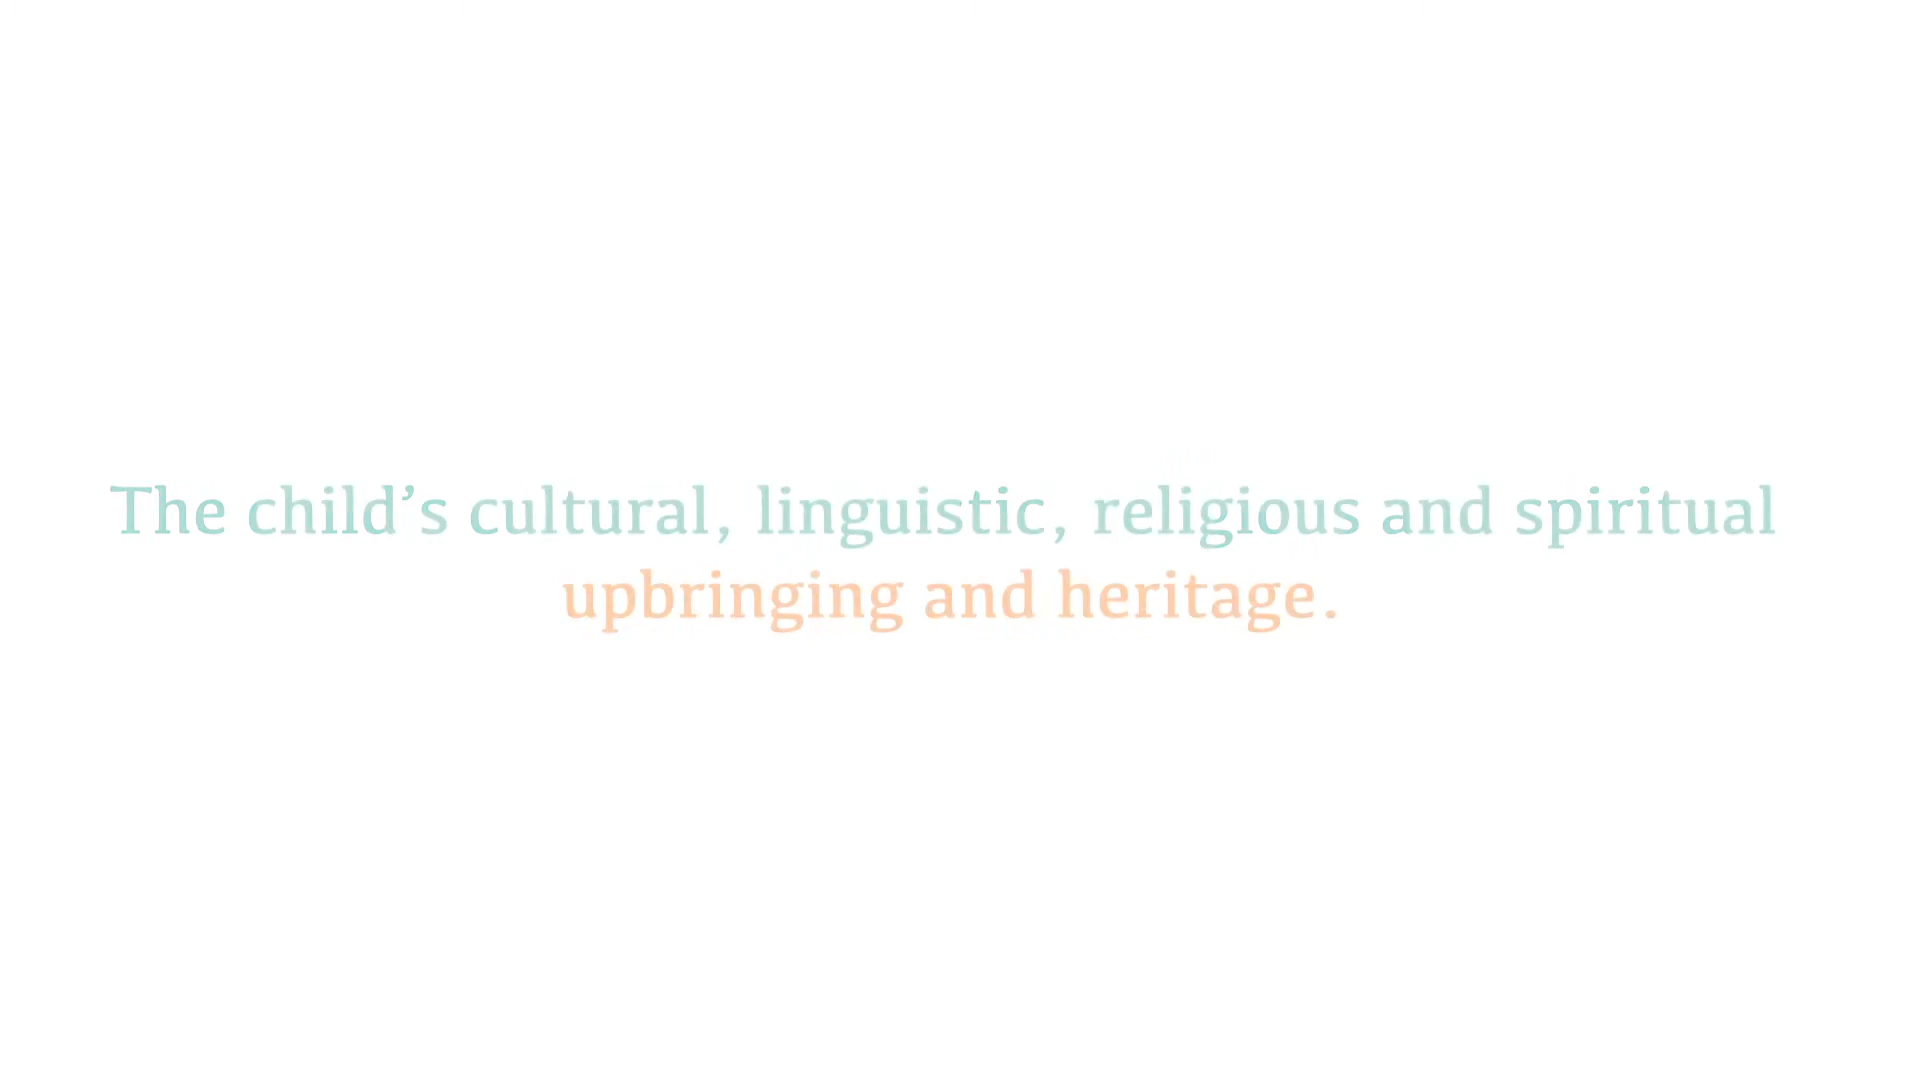 The child’s cultural, linguistic, religious and spiritual
upbringing and heritage.